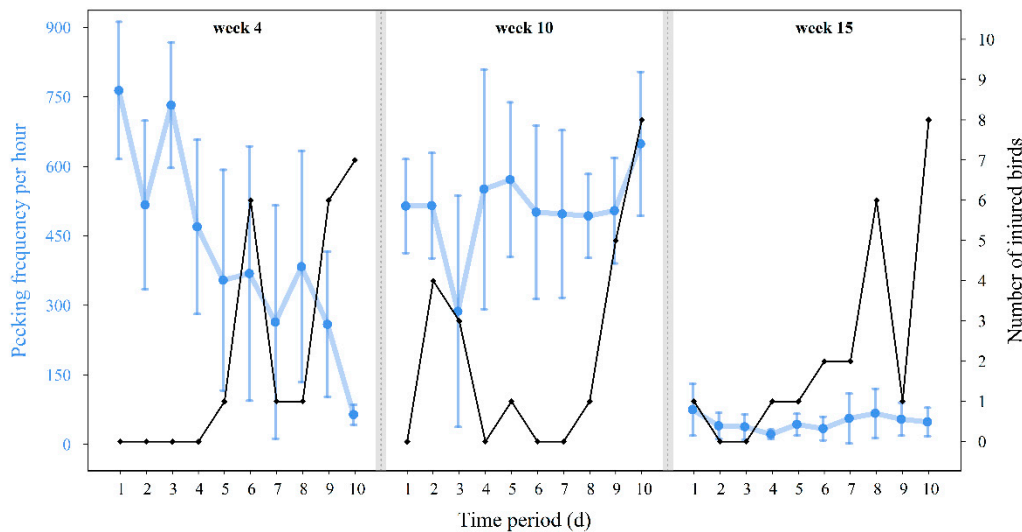 week 4
week 10
week 15
Pecking frequency per hour
900
750
600
450
300
150
0
Number of injured birds
10
9
8
7
6
5
4
3
2
1
0
1 2 3 4 5 6 7 8 9 10
1 2 3 4 5 6 7 8 9 10
1 2 3 4 5 6 7 8 9 10
Time period (d)